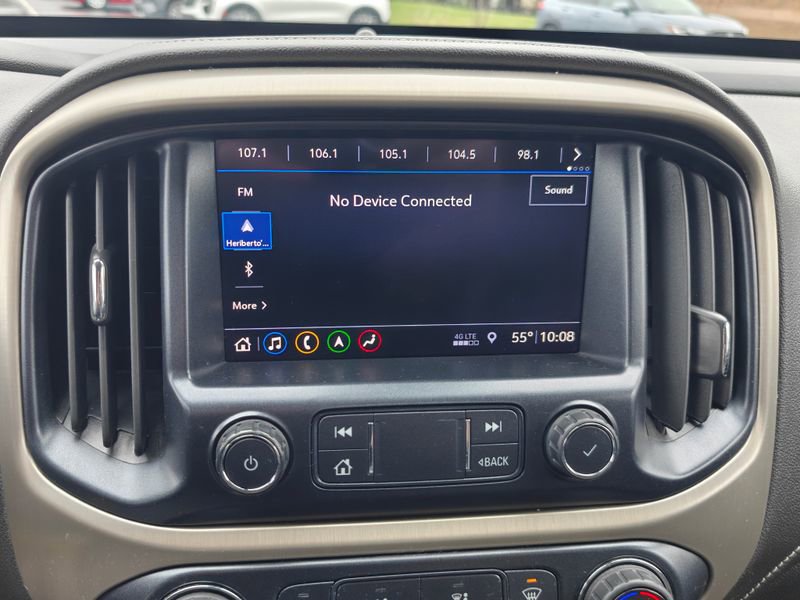 107.1 106.1 105.1 104.5 98.1
FM
No Device Connected
Sound
Heriberto'...
More
4G LTE 55° 10:08
BACK